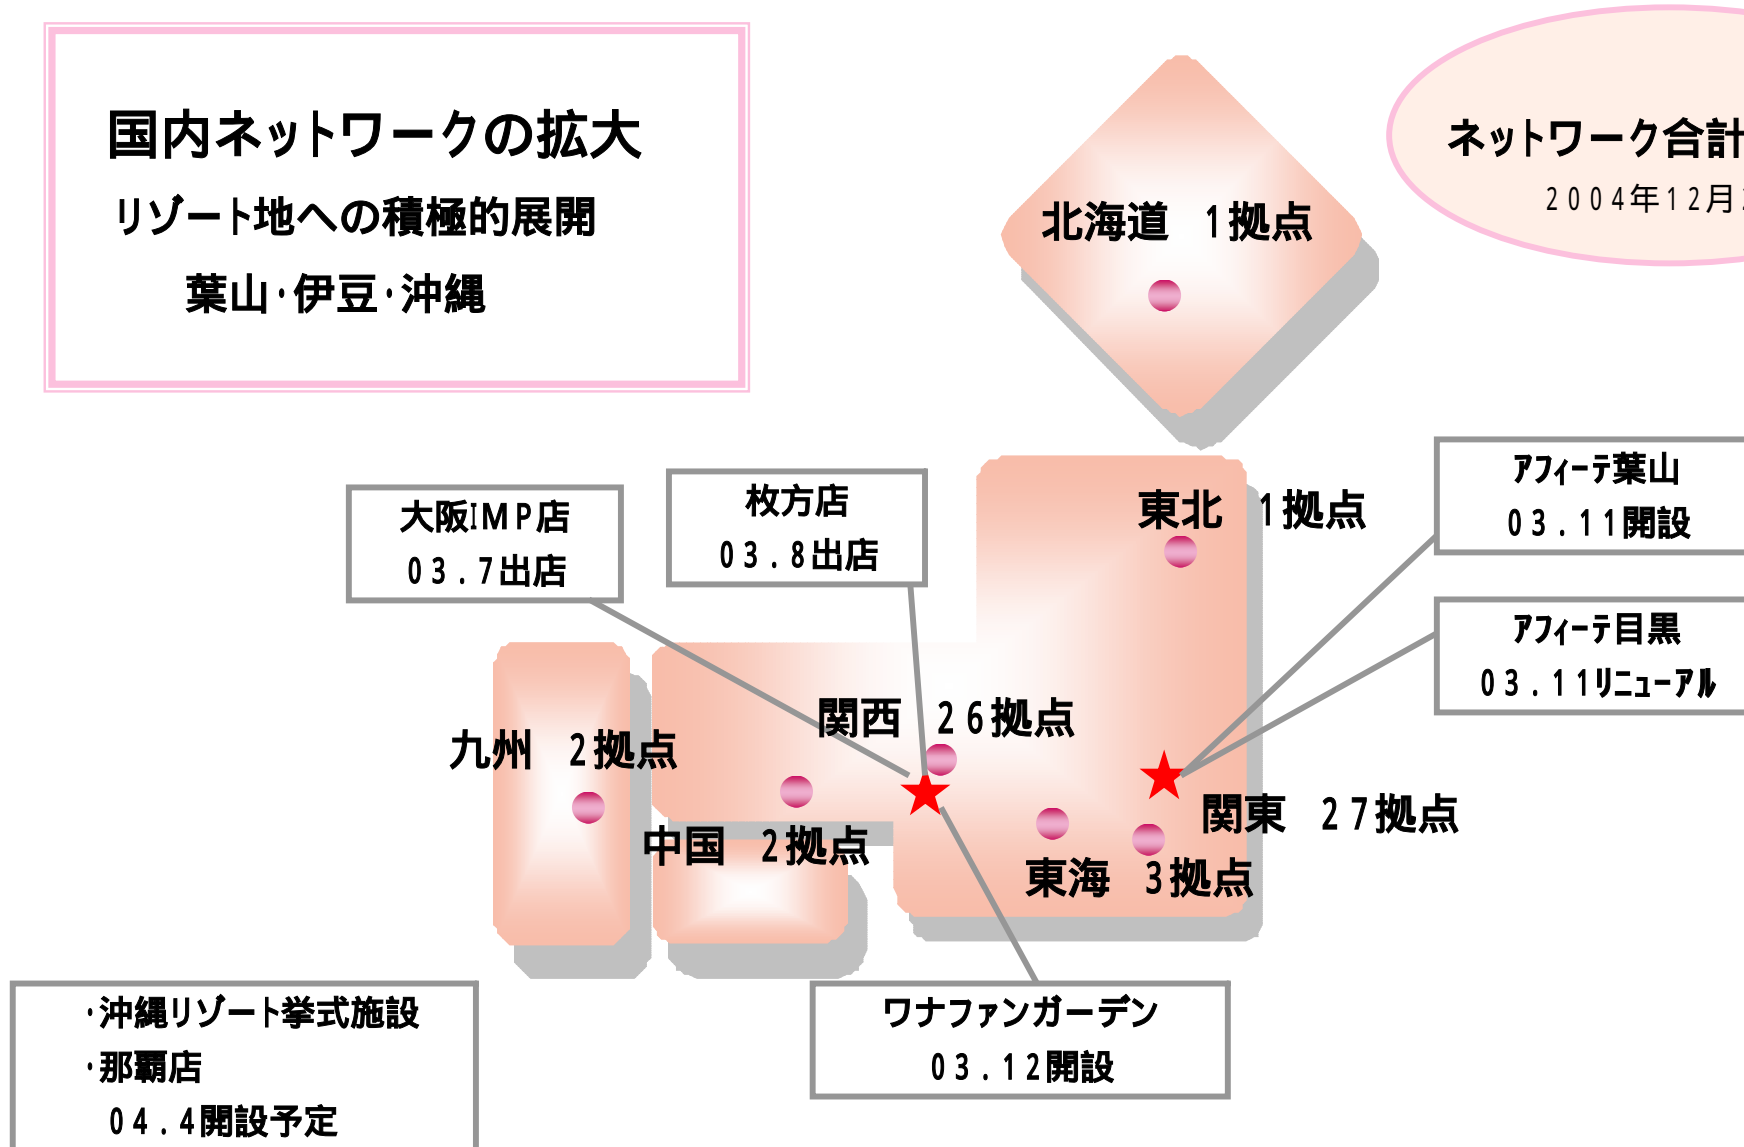 国内ネットワークの拡大
リゾート地への積極的展開
葉山・伊豆・沖縄
ネットワーク合計
2004年12月
北海道 1拠点
東北 1拠点
アフィーテ葉山
03.11開設
アフィーテ目黒
03.11リニューアル
大阪IMP店
03.7出店
枚方店
03.8出店
関西 26拠点
九州 2拠点
中国 2拠点
関東 27拠点
東海 3拠点
・沖縄リゾート挙式施設
・那覇店
04.4開設予定
ワナファンガーデン
03.12開設